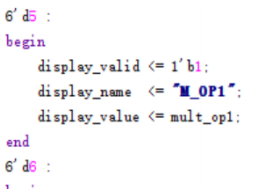 6'd5 :
begin
display_valid <= 1'b1;
display_name <= "M_OP1";
display_value <= mult_op1;
end
6'd6 :